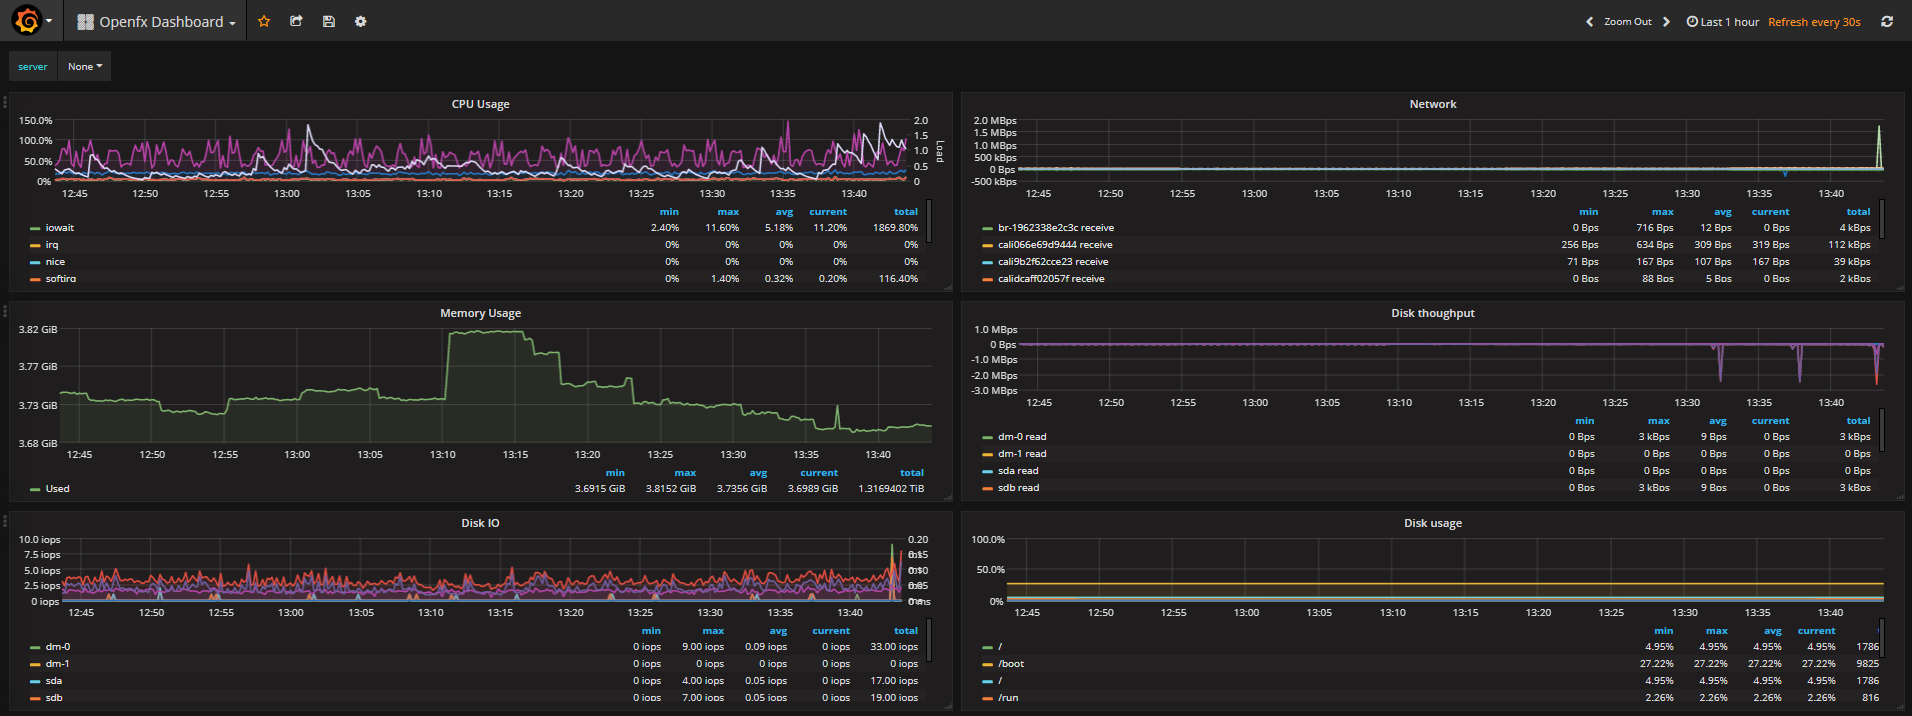 Openfx Dashboard
Zoom Out Last 1 hour Refresh every 30s
server None
CPU Usage
150.0% 2.0
100.0% 1.5
1.0
50.0% 0.5
0% 0
Load
12:45 12:50 12:55 13:00 13:05 13:10 13:15 13:20 13:25 13:30 13:35 13:40
min max avg current total
iowait 2.40% 11.60% 5.18% 11.20% 1869.80%
irq 0% 0% 0% 0% 0%
nice 0% 0% 0% 0% 0%
softirq 0% 1.40% 0.32% 0.20% 116.40%
Network
2.0 MBps
1.5 MBps
1.0 MBps
500 kBps
0 Bps
-500 kBps
12:45 12:50 12:55 13:00 13:05 13:10 13:15 13:20 13:25 13:30 13:35 13:40
min max avg current total
br-1962338e2c3c receive 0 Bps 716 Bps 12 Bps 0 Bps 4 kBps
cali066e69d9444 receive 256 Bps 634 Bps 309 Bps 319 Bps 112 kBps
cali9b2f62cce23 receive 71 Bps 167 Bps 107 Bps 167 Bps 39 kBps
calidcaff02057f receive 0 Bps 88 Bps 5 Bps 0 Bps 2 kBps
Memory Usage
3.82 GiB
3.77 GiB
3.73 GiB
3.68 GiB
12:45 12:50 12:55 13:00 13:05 13:10 13:15 13:20 13:25 13:30 13:35 13:40
min max avg current total
Used 3.6915 GiB 3.8152 GiB 3.7356 GiB 3.6989 GiB 1.3169402 TiB
Disk thoughput
1.0 MBps
0 Bps
-1.0 MBps
-2.0 MBps
-3.0 MBps
12:45 12:50 12:55 13:00 13:05 13:10 13:15 13:20 13:25 13:30 13:35 13:40
min max avg current total
dm-0 read 0 Bps 3 kBps 9 Bps 0 Bps 3 kBps
dm-1 read 0 Bps 0 Bps 0 Bps 0 Bps 0 Bps
sda read 0 Bps 0 Bps 0 Bps 0 Bps 0 Bps
sdb read 0 Bps 3 kBps 9 Bps 0 Bps 3 kBps
Disk IO
10.0 iops 0.20
7.5 iops 0.15
5.0 iops 0.10
2.5 iops 0.05
0 iops 0 ms
12:45 12:50 12:55 13:00 13:05 13:10 13:15 13:20 13:25 13:30 13:35 13:40
min max avg current total
dm-0 0 iops 9.00 iops 0.09 iops 0 iops 33.00 iops
dm-1 0 iops 0 iops 0 iops 0 iops 0 iops
sda 0 iops 4.00 iops 0.05 iops 0 iops 17.00 iops
sdb 0 iops 7.00 iops 0.05 iops 0 iops 19.00 iops
Disk usage
100.0%
50.0%
0%
12:45 12:50 12:55 13:00 13:05 13:10 13:15 13:20 13:25 13:30 13:35 13:40
min max avg current
/ 4.95% 4.95% 4.95% 4.95% 1786
/boot 27.22% 27.22% 27.22% 27.22% 9825
/ 4.95% 4.95% 4.95% 4.95% 1786
/run 2.26% 2.26% 2.26% 2.26% 816